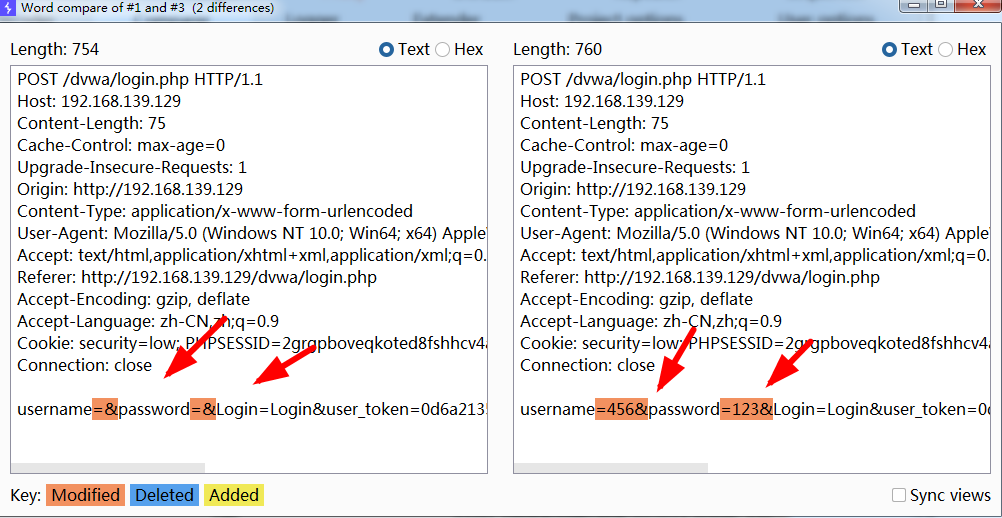 Word compare of #1 and #3 (2 differences)
Length: 754
Text
Hex
POST /dvwa/login.php HTTP/1.1
Host: 192.168.139.129
Content-Length: 75
Cache-Control: max-age=0
Upgrade-Insecure-Requests: 1
Origin: http://192.168.139.129
Content-Type: application/x-www-form-urlencoded
User-Agent: Mozilla/5.0 (Windows NT 10.0; Win64; x64) Apple
Accept: text/html,application/xhtml+xml,application/xml;q=0.
Referer: http://192.168.139.129/dvwa/login.php
Accept-Encoding: gzip, deflate
Accept-Language: zh-CN,zh;q=0.9
Cookie: security=low; PHPSESSID=2grgpboveqkoted8fshhcv4
Connection: close
username=&password=&Login=Login&user_token=0d6a213
Length: 760
Text
Hex
POST /dvwa/login.php HTTP/1.1
Host: 192.168.139.129
Content-Length: 75
Cache-Control: max-age=0
Upgrade-Insecure-Requests: 1
Origin: http://192.168.139.129
Content-Type: application/x-www-form-urlencoded
User-Agent: Mozilla/5.0 (Windows NT 10.0; Win64; x64) Apple
Accept: text/html,application/xhtml+xml,application/xml;q=0.
Referer: http://192.168.139.129/dvwa/login.php
Accept-Encoding: gzip, deflate
Accept-Language: zh-CN,zh;q=0.9
Cookie: security=low; PHPSESSID=2grgpboveqkoted8fshhcv4
Connection: close
username=456&password=123&Login=Login&user_token=0
Key: Modified Deleted Added
Sync views